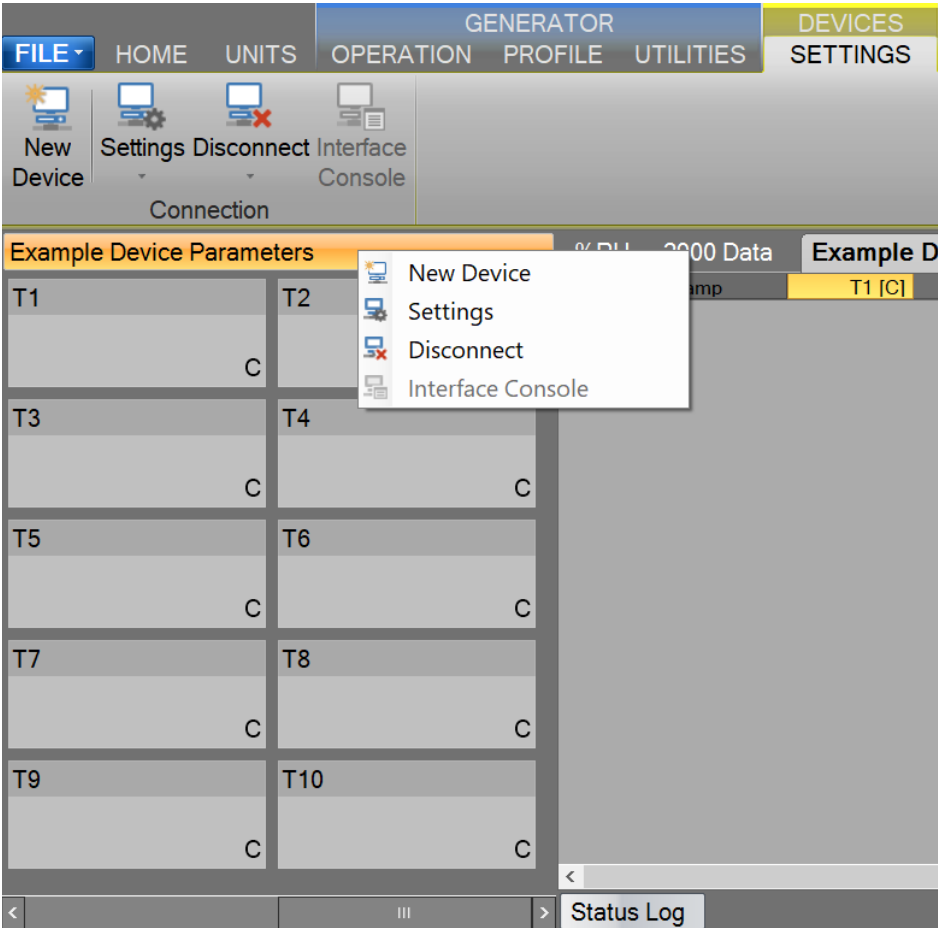 GENERATOR DEVICES
FILE HOME UNITS OPERATION PROFILE UTILITIES SETTINGS
New Device
Settings
Disconnect
Interface Console
Connection
Example Device Parameters
00 Data
Example D
New Device
Settings
Disconnect
Interface Console
T1 [C]
T1 T2
C
T3 T4
C C
T5 T6
C C
T7 T8
C C
T9 T10
C C
Status Log